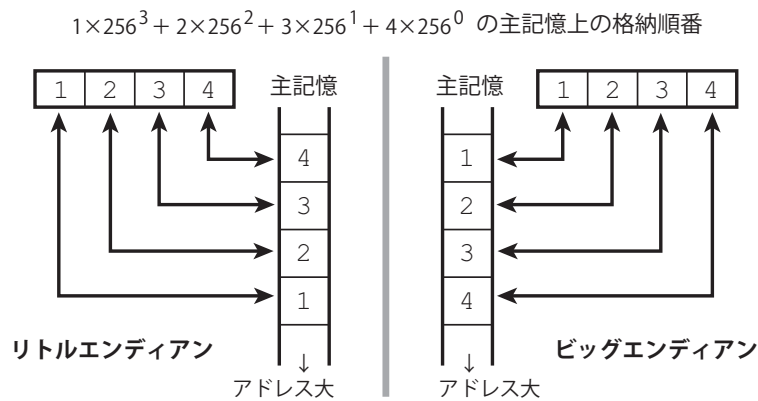 1×256³ + 2×256² + 3×256¹ + 4×256⁰ の主記憶上の格納順番
1 2 3 4
主記憶
4
3
2
1
リトルエンディアン
↓
アドレス大
主記憶
1 2 3 4
1
2
3
4
ビッグエンディアン
↓
アドレス大